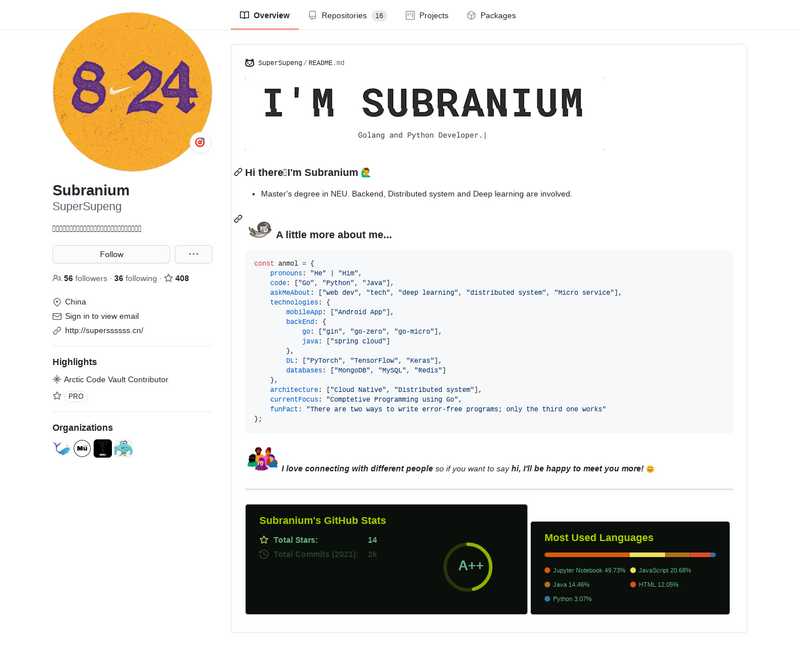 Overview
Repositories 16
Projects
Packages
8 24
Subranium
SuperSupeng
Follow
56 followers · 36 following · 408
China
Sign in to view email
http://superssssss.cn/
Highlights
Arctic Code Vault Contributor
PRO
Organizations
Mü
SuperSupeng / README.md
I'M SUBRANIUM
Golang and Python Developer.|
Hi there I'm Subranium
Master's degree in NEU. Backend, Distributed system and Deep learning are involved.
A little more about me...
const anmol = {
pronouns: "He" | "Him",
code: ["Go", "Python", "Java"],
askMeAbout: ["web dev", "tech", "deep learning", "distributed system", "Micro service"],
technologies: {
mobileApp: ["Android App"],
backEnd: {
go: ["gin", "go-zero", "go-micro"],
java: ["spring cloud"]
},
DL: ["PyTorch", "TensorFlow", "Keras"],
databases: ["MongoDB", "MySQL", "Redis"]
},
architecture: ["Cloud Native", "Distributed system"],
currentFocus: "Competive Programming using Go",
funFact: "There are two ways to write error-free programs; only the third one works"
};
I love connecting with different people so if you want to say hi, I'll be happy to meet you more!
Subranium's GitHub Stats
Total Stars: 14
Total Commits (2021): 2k
A++
Most Used Languages
Jupyter Notebook 49.73%
JavaScript 20.68%
Java 14.46%
HTML 12.05%
Python 3.07%